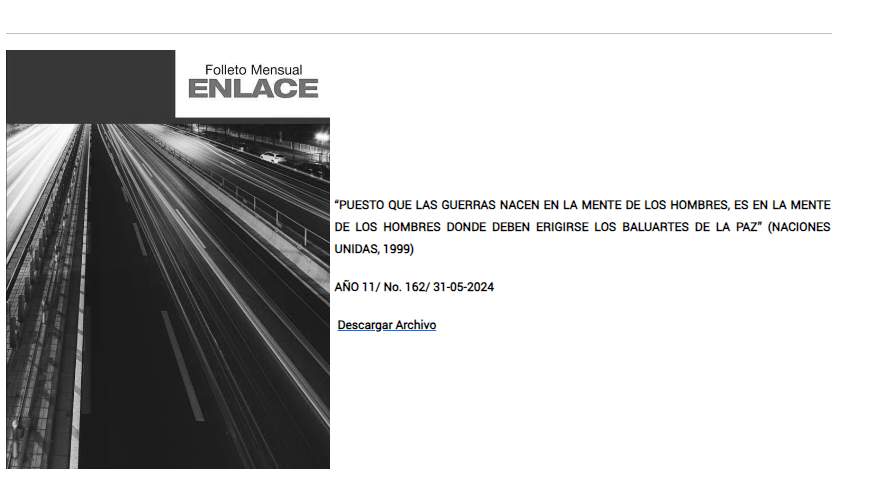 Folleto Mensual
ENLACE
“PUESTO QUE LAS GUERRAS NACEN EN LA MENTE DE LOS HOMBRES, ES EN LA MENTE
DE LOS HOMBRES DONDE DEBEN ERIGIRSE LOS BALUARTES DE LA PAZ” (NACIONES
UNIDAS, 1999)
AÑO 11/ No. 162/ 31-05-2024
Descargar Archivo